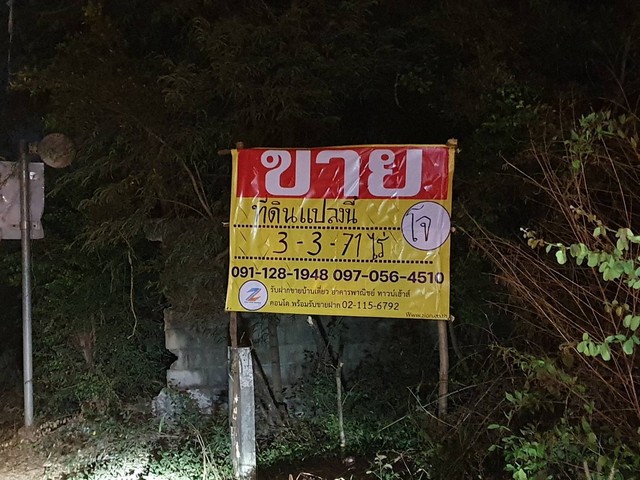 ขาย
ที่ดินแปลงนี้
โจ
3-3-71 ไร่
091-128-1948 097-056-4510
รับฝากขายบ้านเดี่ยว อาคารพาณิชย์ ทาวน์เฮ้าส์
คอนโด พร้อมรับขายฝาก 02-115-6792